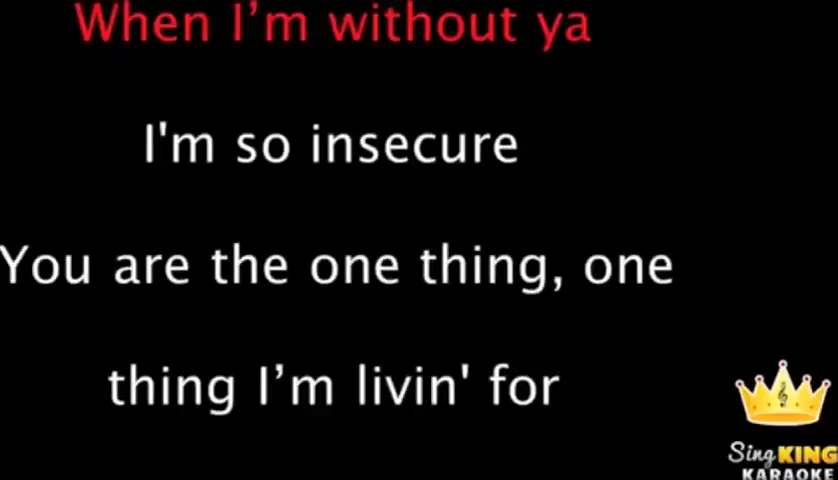 When I’m without ya
I'm so insecure
You are the one thing, one
thing I’m livin' for
Sing KING
KARAOKE